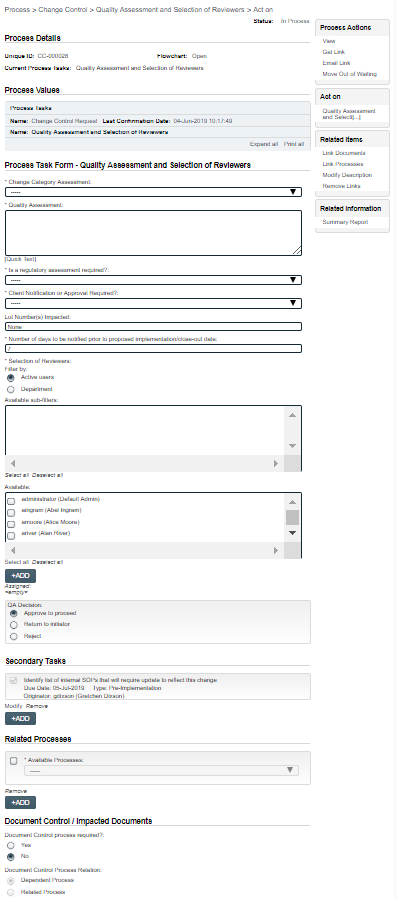 Process > Change Control > Quality Assessment and Selection of Reviewers > Act on
Status: In Process
Process Details
Unique ID: CC-000028 Flowchart: Open
Current Process Tasks: Quality Assessment and Selection of Reviewers
Process Values
Process Tasks
Name: Change Control Request Last Confirmation Date: 04-Jun-2019 10:17:49
Name: Quality Assessment and Selection of Reviewers
Expand all Print all
Process Task Form - Quality Assessment and Selection of Reviewers
* Change Category Assessment:
-----
* Quality Assessment:
[Quick Text]
* Is a regulatory assessment required?:
-----
* Client Notification or Approval Required?:
-----
Lot Number(s) Impacted:
None
* Number of days to be notified prior to proposed implementation/close-out date:
7
* Selection of Reviewers:
Filter by:
Active users
Department
Available sub-filters:
Select all Deselect all
Available:
administrator (Default Admin)
aingram (Abel Ingram)
amoore (Alice Moore)
ariver (Alan River)
Select all Deselect all
+ADD
Assigned:
<empty>
QA Decision:
Approve to proceed
Return to initiator
Reject
Secondary Tasks
Identify list of internal SOPs that will require update to reflect this change
Due Date: 05-Jul-2019 Type: Pre-Implementation
Originator: gdixson (Gretchen Dixson)
Modify Remove
+ADD
Related Processes
* Available Processes:
-----
Remove
+ADD
Document Control / Impacted Documents
Document Control process required?:
Yes
No
Document Control Process Relation:
Dependent Process
Related Process
Process Actions
View
Get Link
Email Link
Move Out of Waiting
Act on
Quality Assessment
and Select[...]
Related Items
Link Documents
Link Processes
Modify Description
Remove Links
Related Information
Summary Report